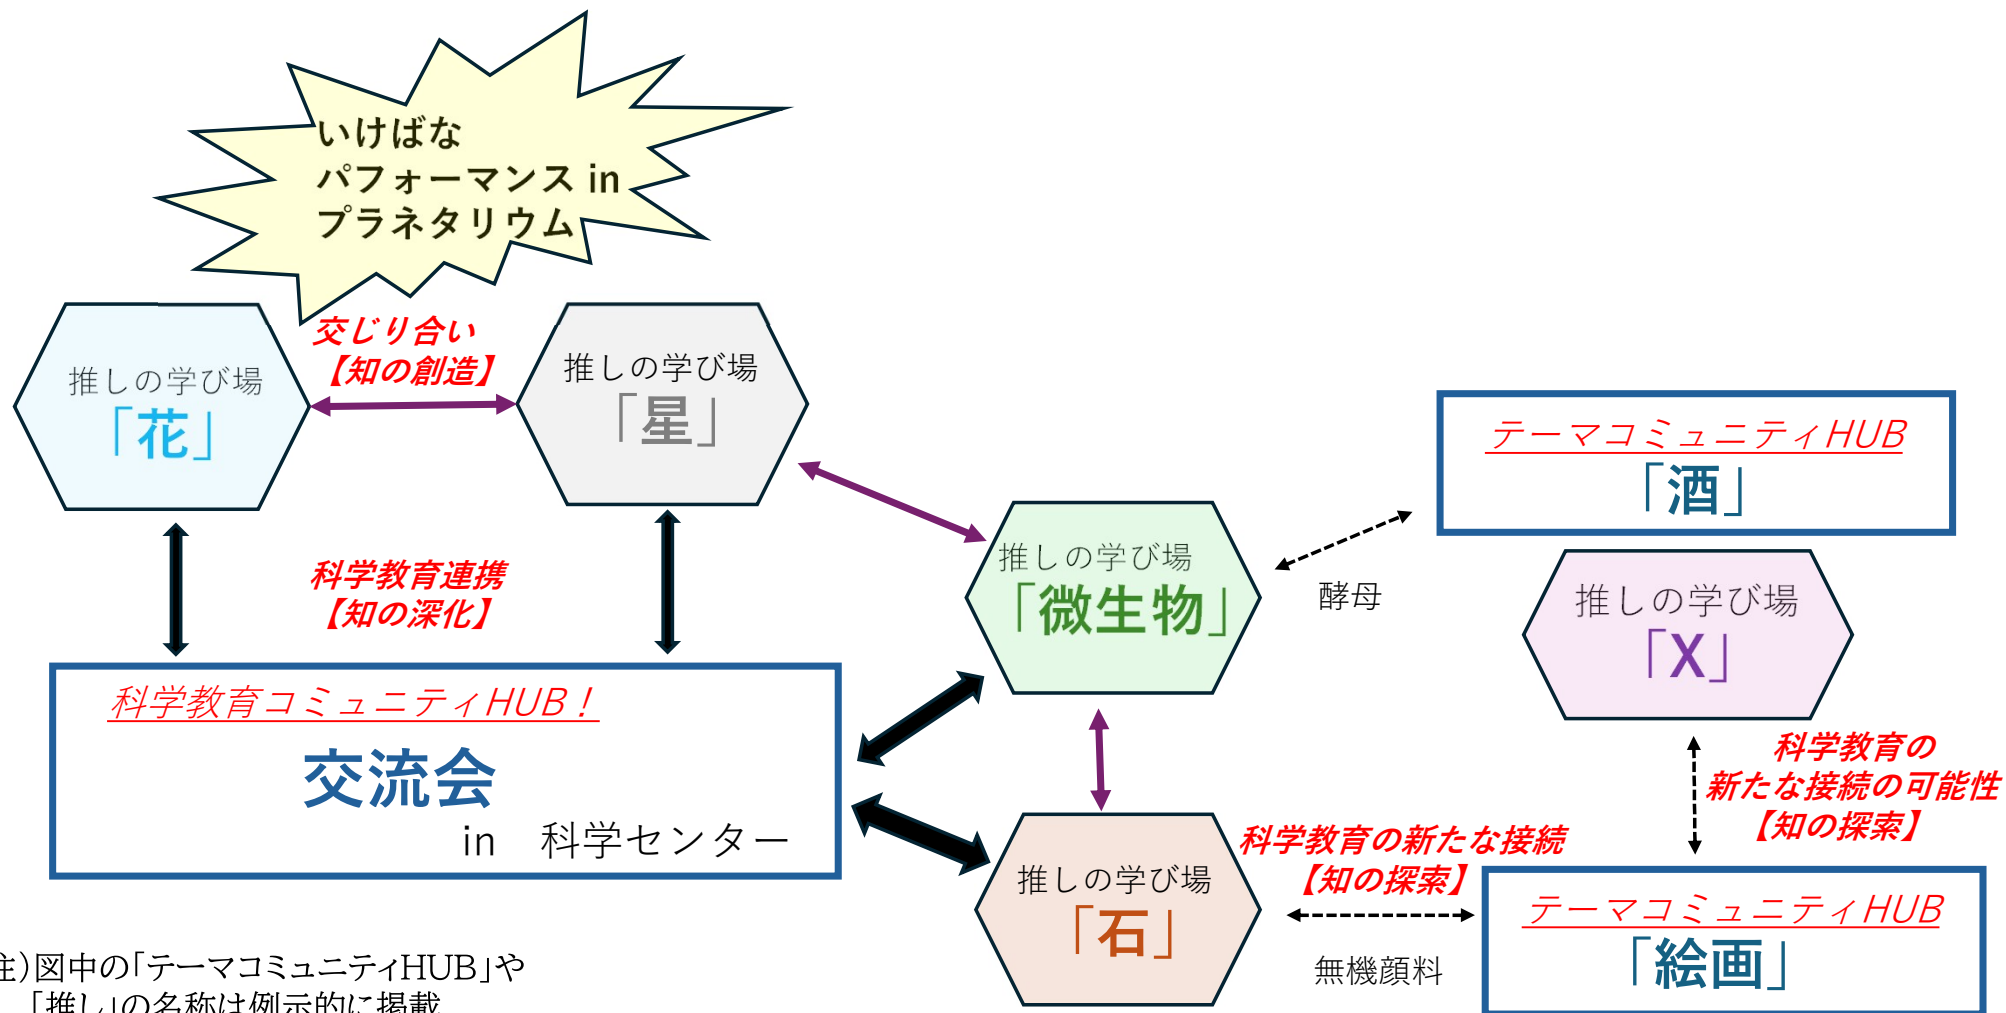 いけばな
パフォーマンス in
プラネタリウム
推しの学び場
「花」
交じり合い
【知の創造】
推しの学び場
「星」
科学教育連携
【知の深化】
科学教育コミュニティHUB！
交流会
in　科学センター
推しの学び場
「微生物」
酵母
テーマコミュニティHUB
「酒」
推しの学び場
「X」
科学教育の
新たな接続の可能性
【知の探索】
推しの学び場
「石」
科学教育の新たな接続
【知の探索】
無機顔料
テーマコミュニティHUB
「絵画」
注)図中の「テーマコミュニティHUB」や
「推し」の名称は例示的に掲載